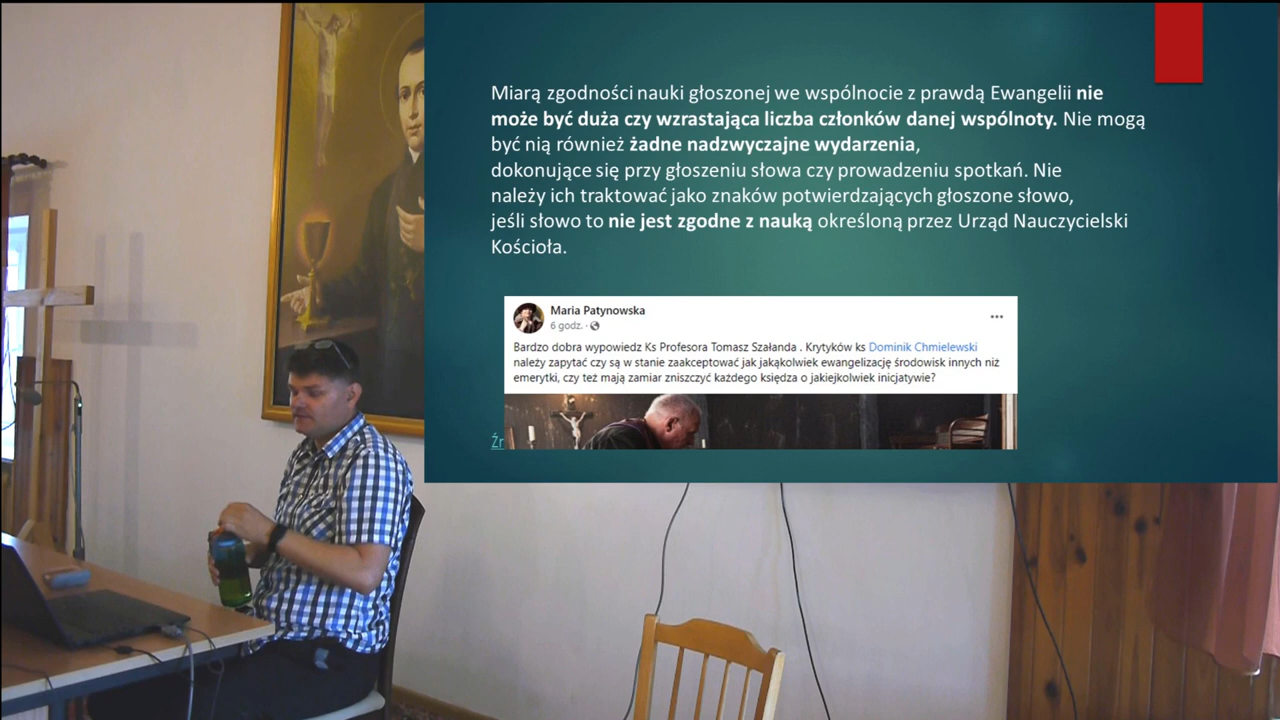 Miarą zgodności nauki głoszonej we wspólnocie z prawdą Ewangelii nie
może być duża czy wzrastająca liczba członków danej wspólnoty. Nie mogą
być nią również żadne nadzwyczajne wydarzenia,
dokonujące się przy głoszeniu słowa czy prowadzeniu spotkań. Nie
należy ich traktować jako znaków potwierdzających głoszone słowo,
jeśli słowo to nie jest zgodne z nauką określoną przez Urząd Nauczycielski
Kościoła.
Maria Patynowska
6 godz. ·
Bardzo dobra wypowiedz Ks Profesora Tomasz Szałanda . Krytyków ks Dominik Chmielewski
należy zapytać czy są w stanie zaakceptować jak jakąkolwiek ewangelizację środowisk innych niż
emerytki, czy też mają zamiar zniszczyć każdego księdza o jakiejkolwiek inicjatywie?
Źr